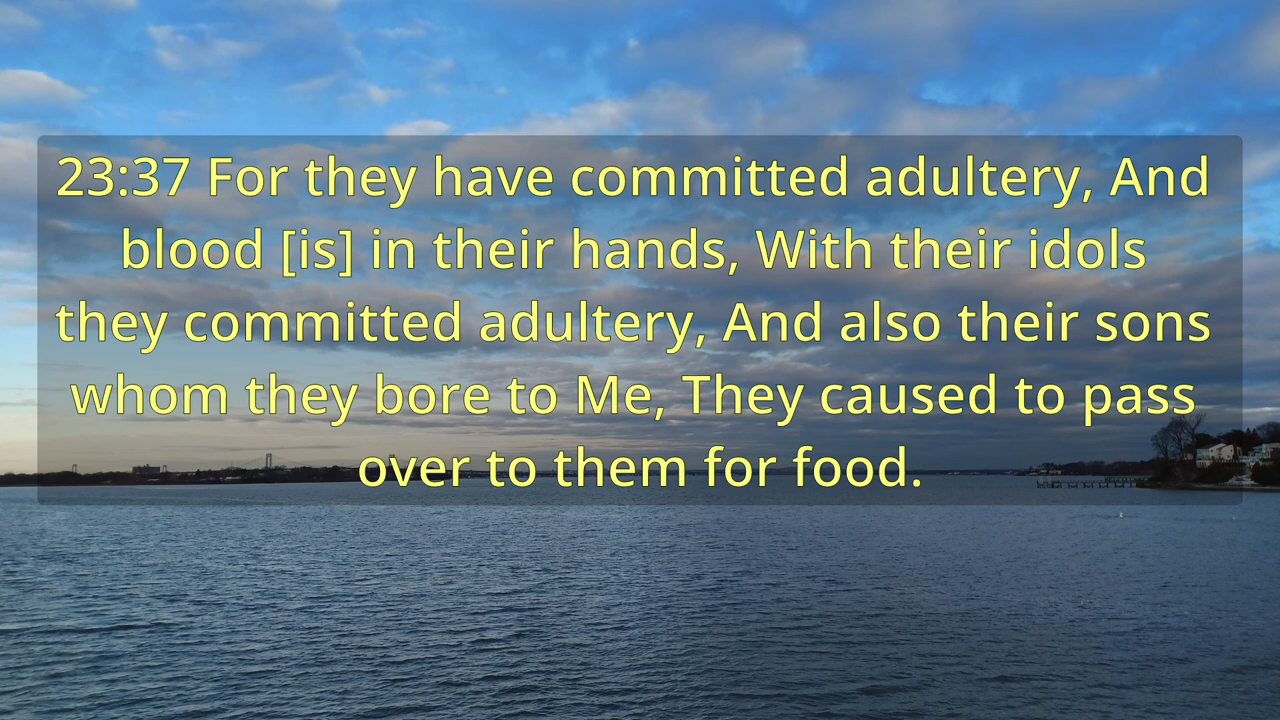 23:37 For they have committed adultery, And
blood [is] in their hands, With their idols
they committed adultery, And also their sons
whom they bore to Me, They caused to pass
over to them for food.